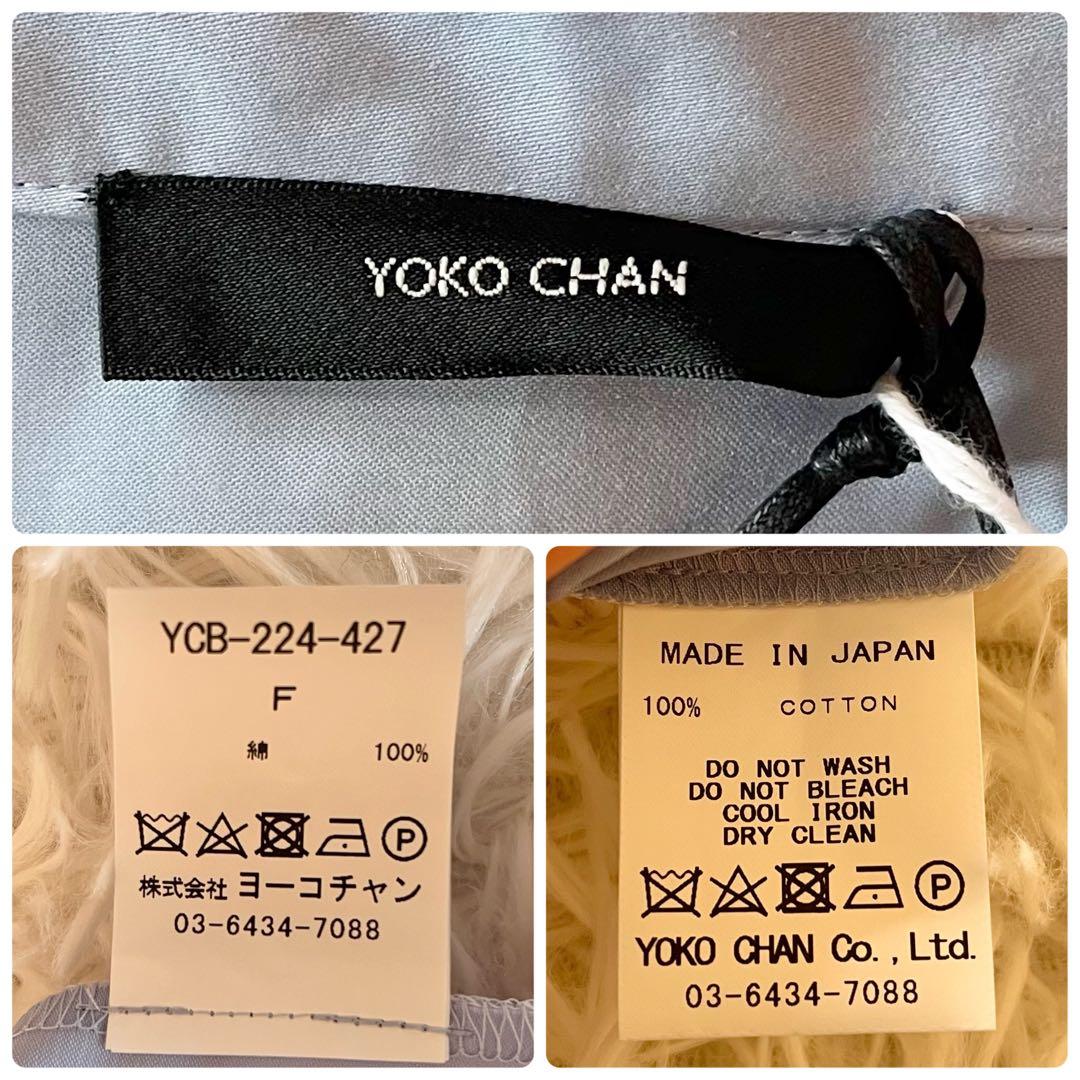 YOKO CHAN
YCB-224-427
F
綿 100%
P
株式会社 ヨーコチャン
03-6434-7088
MADE IN JAPAN
100% COTTON
DO NOT WASH
DO NOT BLEACH
COOL IRON
DRY CLEAN
P
YOKO CHAN Co., Ltd.
03-6434-7088